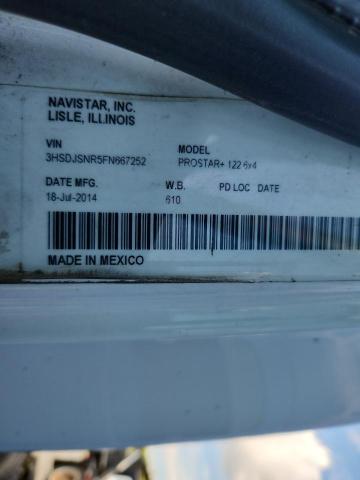 NAVISTAR, INC.
LISLE, ILLINOIS
VIN MODEL
3HSDJSNR5FN667252 PROSTAR+ 122 6x4
DATE MFG. W.B. PD LOC DATE
18-Jul-2014 610
MADE IN MEXICO